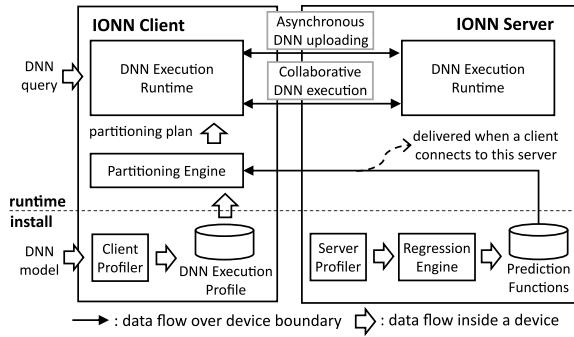 IONN Client
Asynchronous
DNN uploading
IONN Server
DNN
query
DNN Execution
Runtime
Collaborative
DNN execution
DNN Execution
Runtime
partitioning plan
delivered when a client
connects to this server
Partitioning Engine
runtime
install
DNN
model
Client
Profiler
DNN Execution
Profile
Server
Profiler
Regression
Engine
Prediction
Functions
: data flow over device boundary
: data flow inside a device